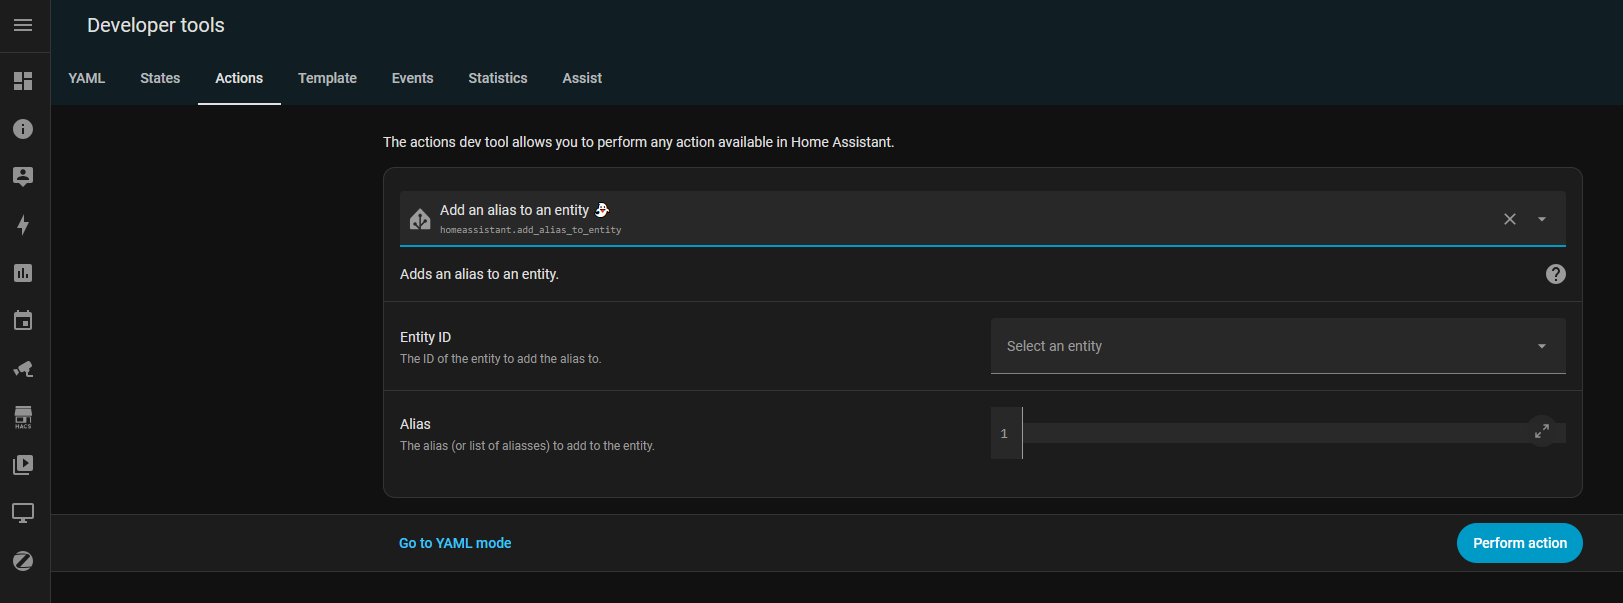 Developer tools
YAML
States
Actions
Template
Events
Statistics
Assist
The actions dev tool allows you to perform any action available in Home Assistant.
Add an alias to an entity
homeassistant.add_alias_to_entity
Adds an alias to an entity.
Entity ID
The ID of the entity to add the alias to.
Select an entity
Alias
The alias (or list of aliasses) to add to the entity.
1
HACS
Go to YAML mode
Perform action